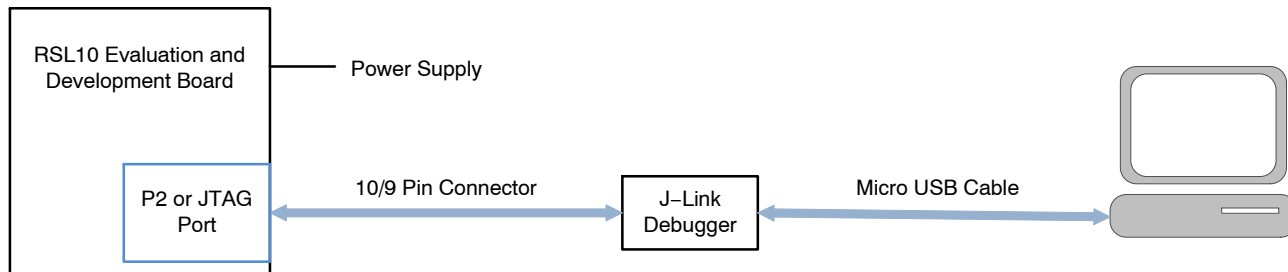 RSL10 Evaluation and
Development Board
Power Supply
P2 or JTAG
Port
10/9 Pin Connector
J−Link
Debugger
Micro USB Cable